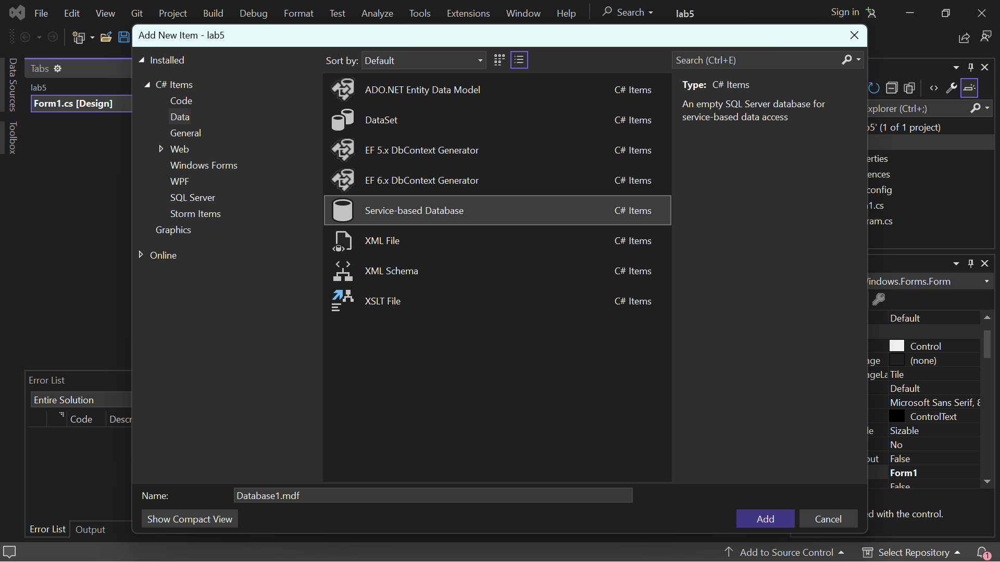 File Edit View Git Project Build Debug Format Test Analyze Tools Extensions Window Help Search lab5 Sign in
Add New Item - lab5
Data Sources
Toolbox
Tabs
lab5
Form1.cs [Design]
Installed
C# Items
Code
Data
General
Web
Windows Forms
WPF
SQL Server
Storm Items
Graphics
Online
Sort by: Default
Search (Ctrl+E)
ADO.NET Entity Data Model C# Items
DataSet C# Items
EF 5.x DbContext Generator C# Items
EF 6.x DbContext Generator C# Items
Service-based Database C# Items
XML File C# Items
XML Schema C# Items
XSLT File C# Items
Type: C# Items
An empty SQL Server database for
service-based data access
xplorer (Ctrl+;)
b5' (1 of 1 project)
erties
ences
config
1.cs
ram.cs
indows.Forms.Form
Default
Control
age (none)
ageLa Tile
Default
Microsoft Sans Serif, 8
ControlText
le Sizable
No
out False
Form1
False
d with the control.
Error List
Entire Solution
Code Descr
Error List Output
Name: Database1.mdf
Show Compact View
Add Cancel
Add to Source Control Select Repository 1